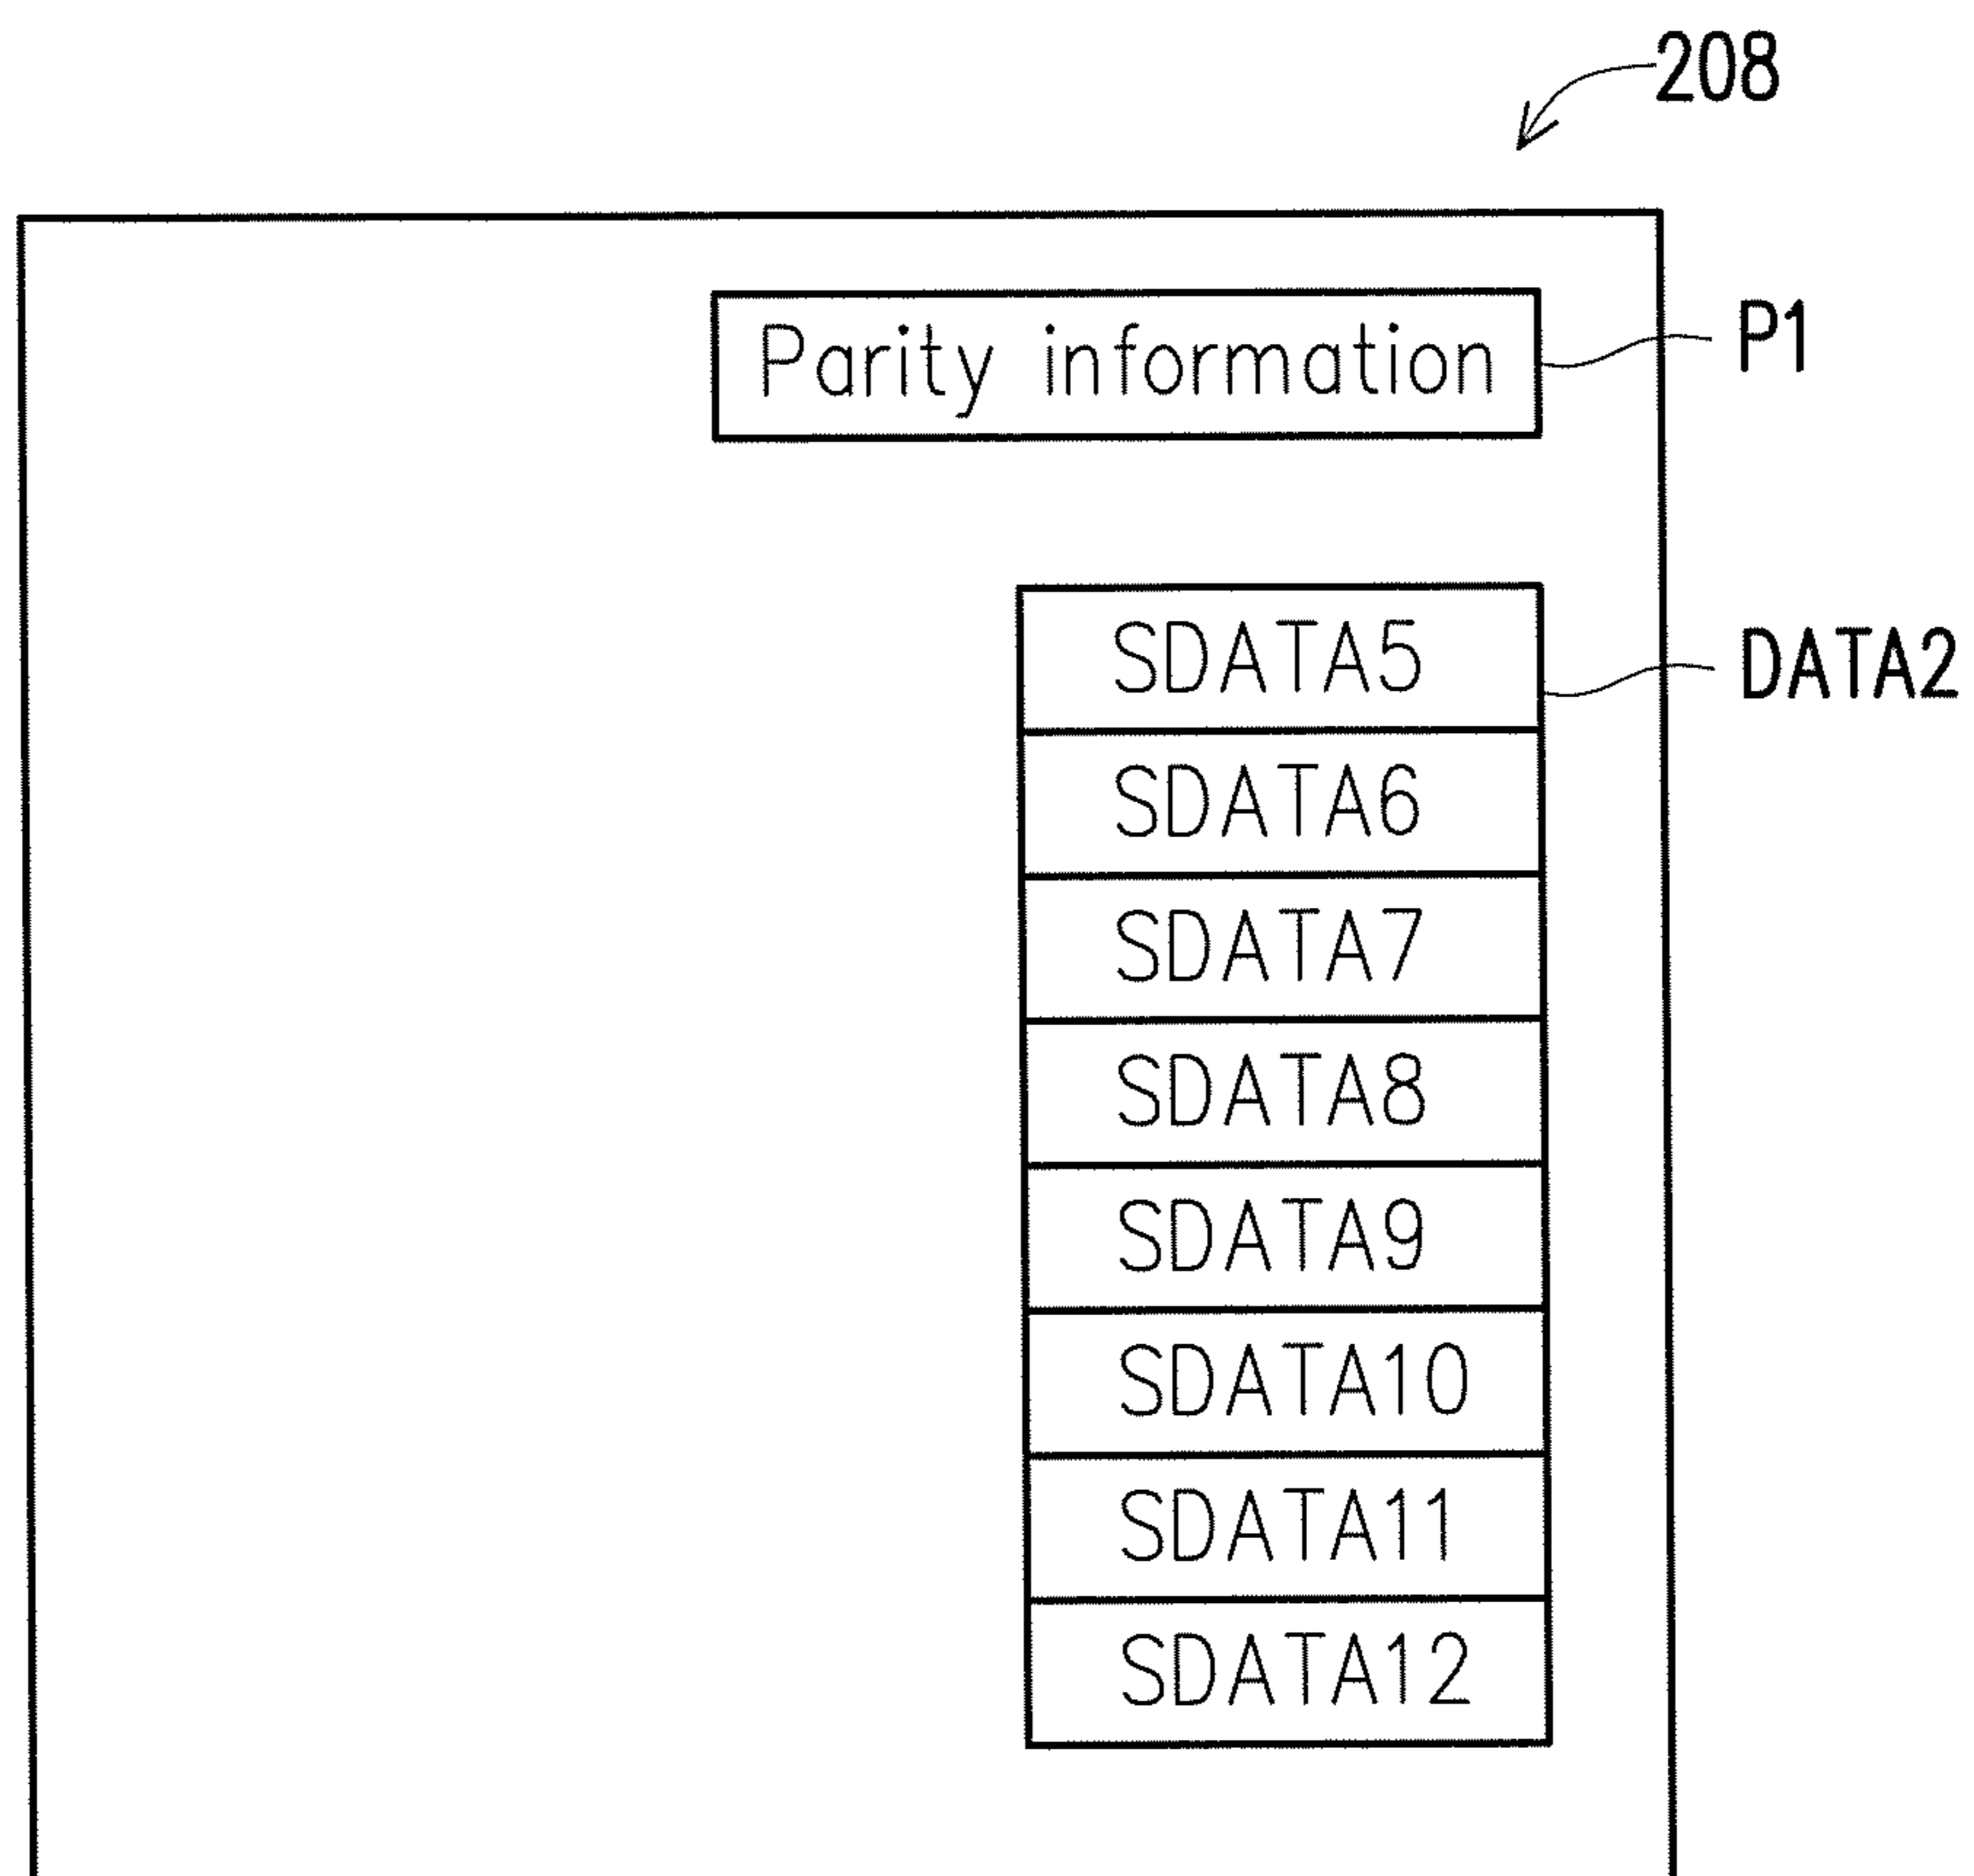 208
Parity information
P1
SDATA5
DATA2
SDATA6
SDATA7
SDATA8
SDATA9
SDATA10
SDATA11
SDATA12